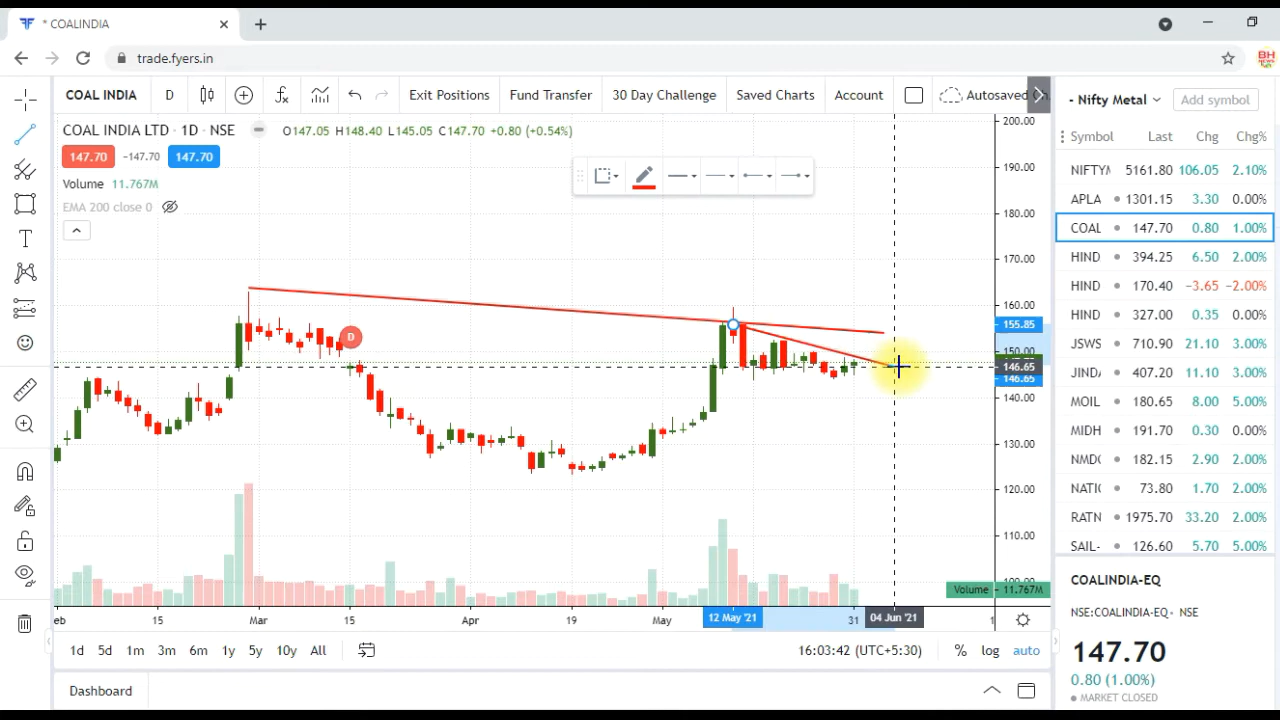 * COALINDIA
trade.fyers.in
BH
NEWS
COAL INDIA D Exit Positions Fund Transfer 30 Day Challenge Saved Charts Account Autosaved
COAL INDIA LTD · 1D · NSE O147.05 H148.40 L145.05 C147.70 +0.80 (+0.54%)
147.70 −147.70 147.70
Volume 11.767M
EMA 200 close 0
D
200.00
190.00
180.00
170.00
160.00
155.85
150.00
146.65
146.65
140.00
130.00
120.00
110.00
100.00
Volume 11.767M
eb 15 Mar 15 Apr 19 May 12 May '21 31 04 Jun '21 1
1d 5d 1m 3m 6m 1y 5y 10y All 16:03:42 (UTC+5:30) % log auto
Dashboard
- Nifty Metal Add symbol
Symbol Last Chg Chg%
NIFTYM 5161.80 106.05 2.10%
APLA 1301.15 3.30 0.00%
COAL 147.70 0.80 1.00%
HIND 394.25 6.50 2.00%
HIND 170.40 −3.65 −2.00%
HIND 327.00 0.35 0.00%
JSWS 710.90 21.10 3.00%
JIND 407.20 11.10 3.00%
MOIL 180.65 8.00 5.00%
MIDH 191.70 0.30 0.00%
NMDC 182.15 2.90 2.00%
NATIO 73.80 1.70 2.00%
RATN 1975.70 33.20 2.00%
SAIL- 126.60 5.70 5.00%
COALINDIA-EQ
NSE:COALINDIA-EQ · NSE
147.70
0.80 (1.00%)
MARKET CLOSED